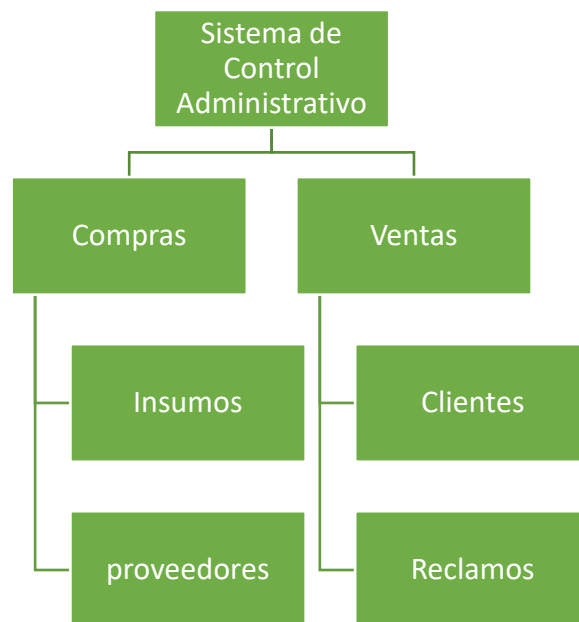 Sistema de
Control
Administrativo
Compras
Ventas
Insumos
Clientes
proveedores
Reclamos